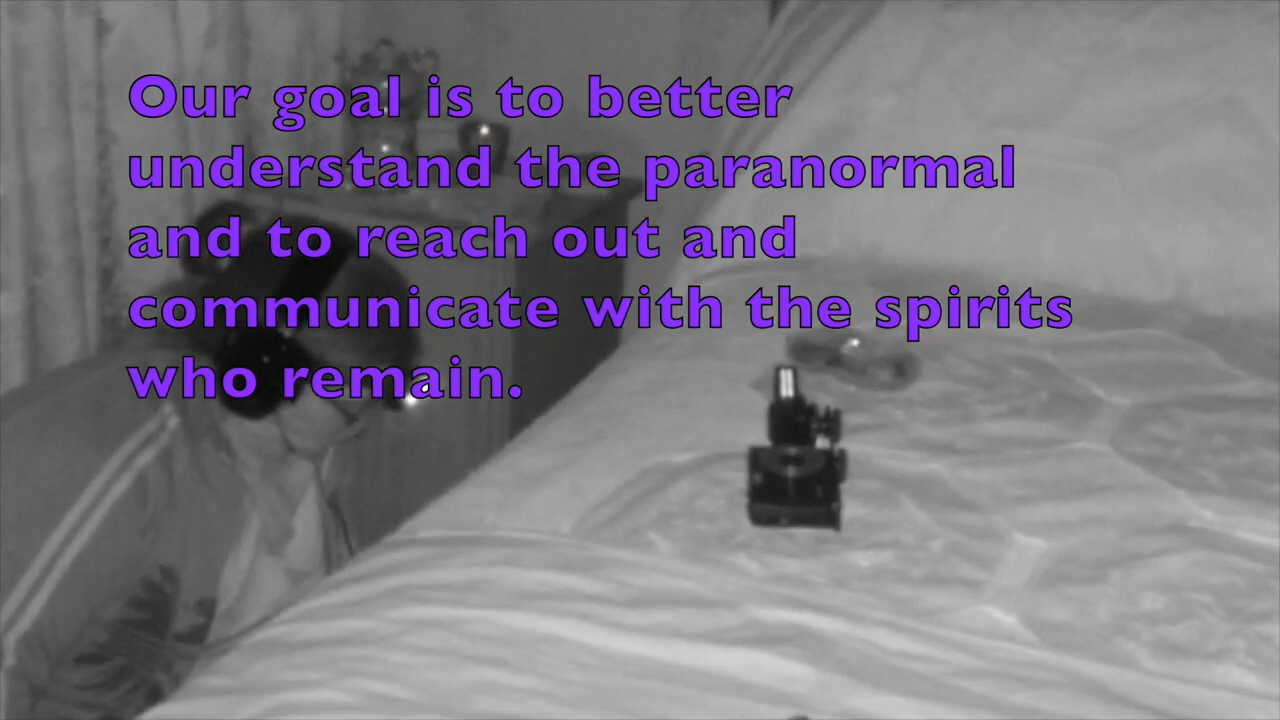 Our goal is to better
understand the paranormal
and to reach out and
communicate with the spirits
who remain.